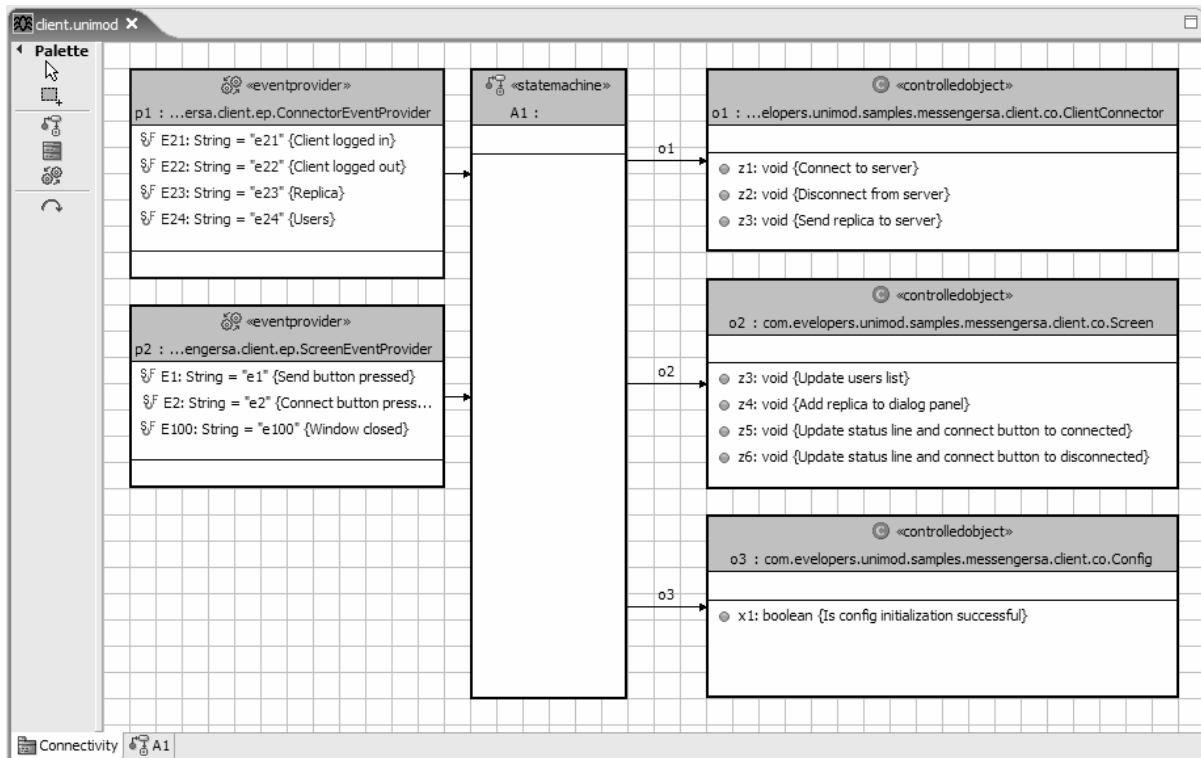 client.unimod
Palette
«eventprovider»
p1 : ...ersa.client.ep.ConnectorEventProvider
E21: String = "e21" {Client logged in}
E22: String = "e22" {Client logged out}
E23: String = "e23" {Replica}
E24: String = "e24" {Users}
«eventprovider»
p2 : ...engersa.client.ep.ScreenEventProvider
E1: String = "e1" {Send button pressed}
E2: String = "e2" {Connect button press...
E100: String = "e100" {Window closed}
«statemachine»
A1 :
o1
o2
o3
«controlledobject»
o1 : ...elopers.unimod.samples.messengersa.client.co.ClientConnector
z1: void {Connect to server}
z2: void {Disconnect from server}
z3: void {Send replica to server}
«controlledobject»
o2 : com.evelopers.unimod.samples.messengersa.client.co.Screen
z3: void {Update users list}
z4: void {Add replica to dialog panel}
z5: void {Update status line and connect button to connected}
z6: void {Update status line and connect button to disconnected}
«controlledobject»
o3 : com.evelopers.unimod.samples.messengersa.client.co.Config
x1: boolean {Is config initialization successful}
Connectivity
A1